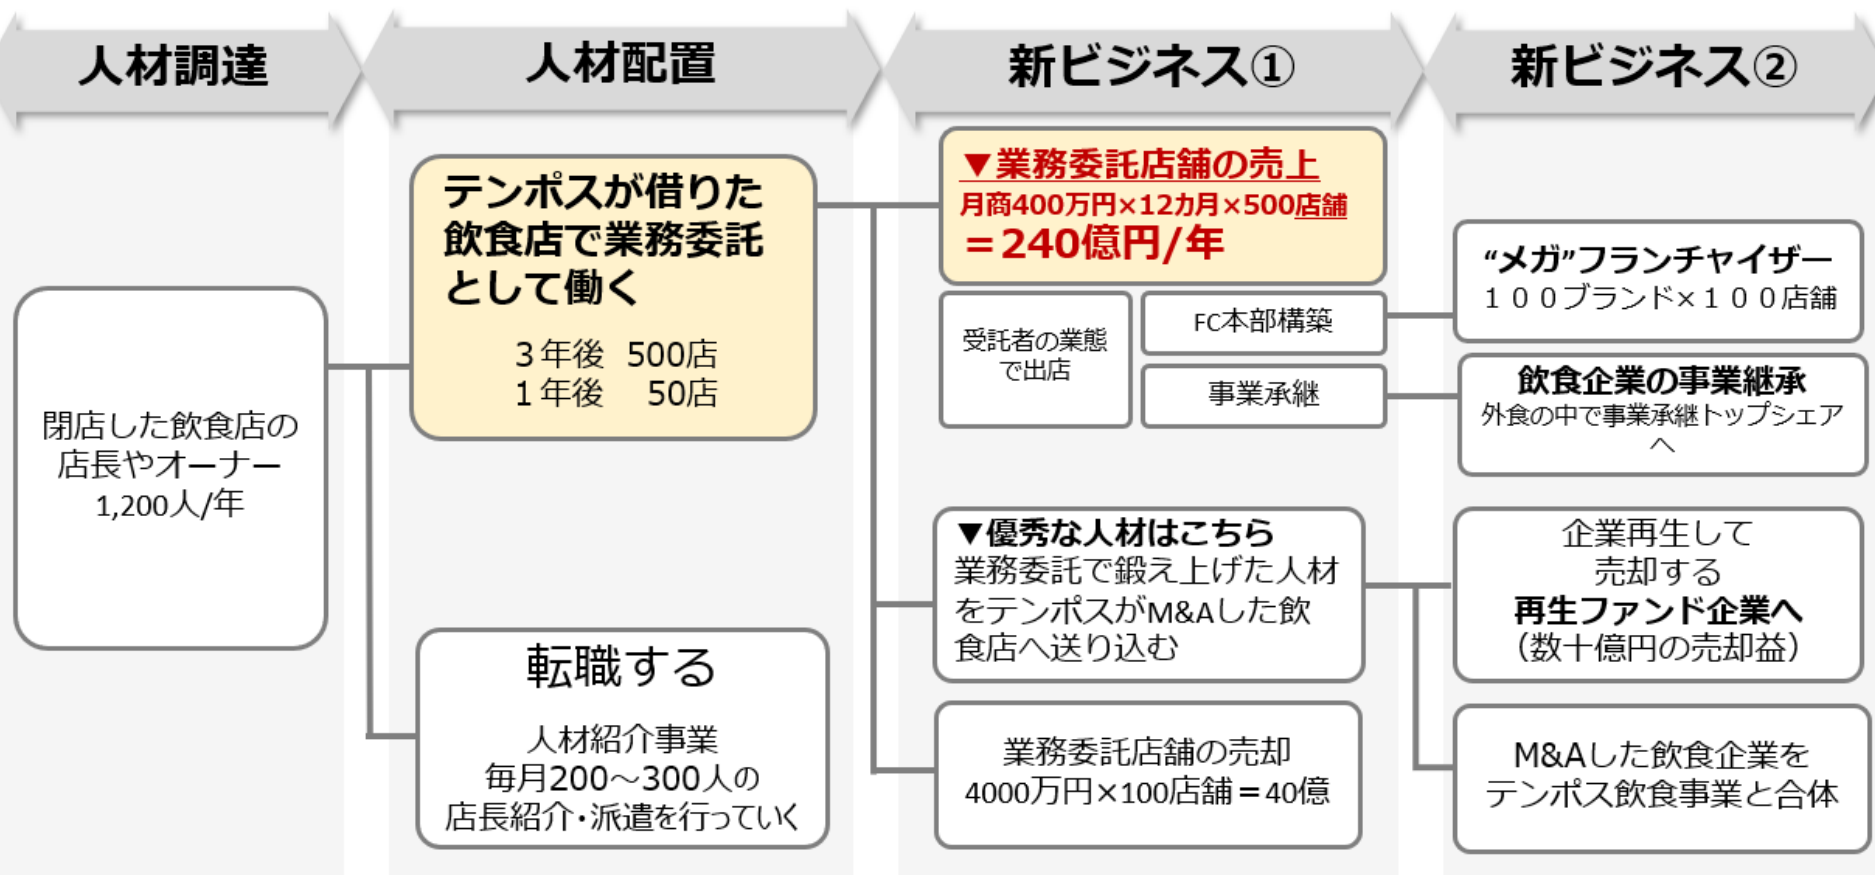 人材調達
人材配置
新ビジネス①
新ビジネス②
閉店した飲食店の
店長やオーナー
1,200人/年
テンポスが借りた
飲食店で業務委託
として働く
３年後 500店
１年後 50店
転職する
人材紹介事業
毎月200～300人の
店長紹介・派遣を行っていく
▼業務委託店舗の売上
月商400万円×12カ月×500店舗
＝240億円/年
受託者の業態
で出店
FC本部構築
事業承継
▼優秀な人材はこちら
業務委託で鍛え上げた人材
をテンポスがM&Aした飲
食店へ送り込む
業務委託店舗の売却
4000万円×100店舗＝40億
“メガ”フランチャイザー
１００ブランド×１００店舗
飲食企業の事業継承
外食の中で事業承継トップシェア
へ
企業再生して
売却する
再生ファンド企業へ
（数十億円の売却益）
M&Aした飲食企業を
テンポス飲食事業と合体